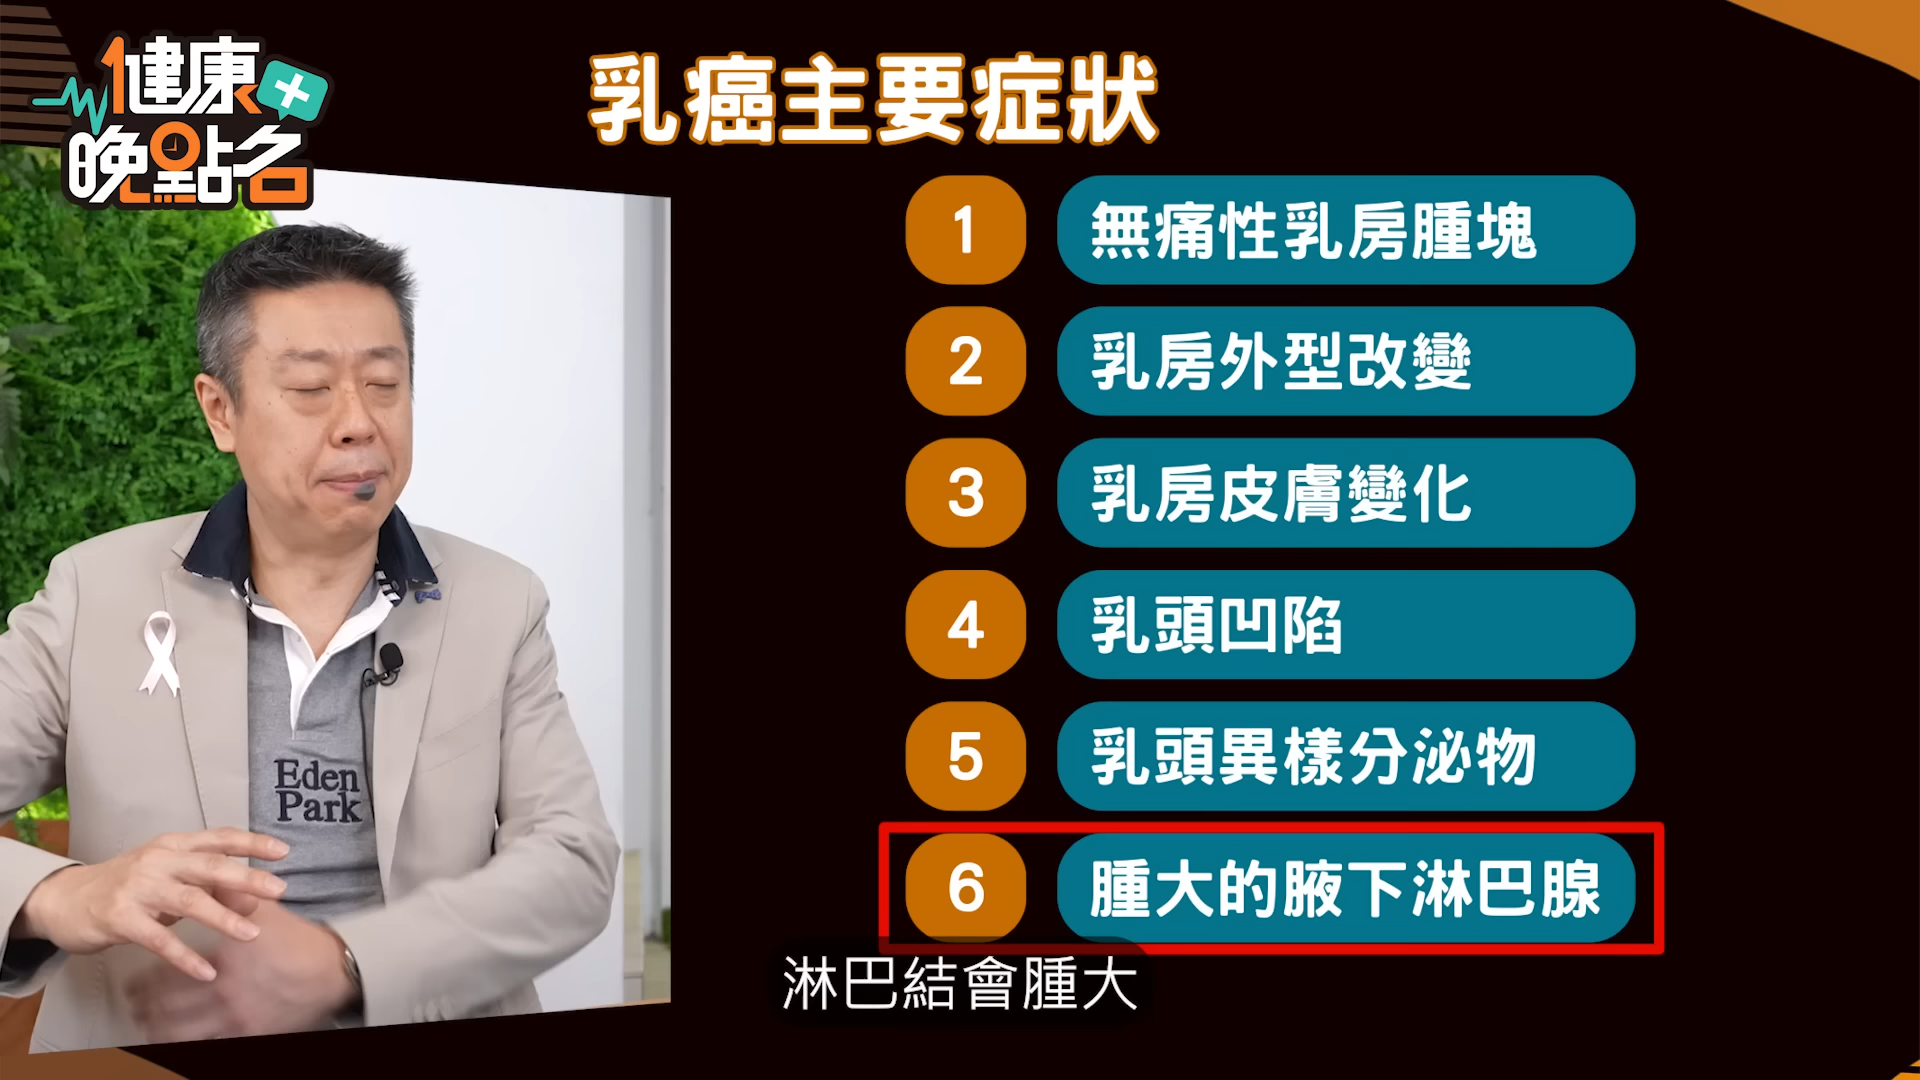 健康
晚點名
乳癌主要症狀
1 無痛性乳房腫塊
2 乳房外型改變
3 乳房皮膚變化
4 乳頭凹陷
5 乳頭異樣分泌物
6 腫大的腋下淋巴腺
Eden
Park
淋巴結會腫大